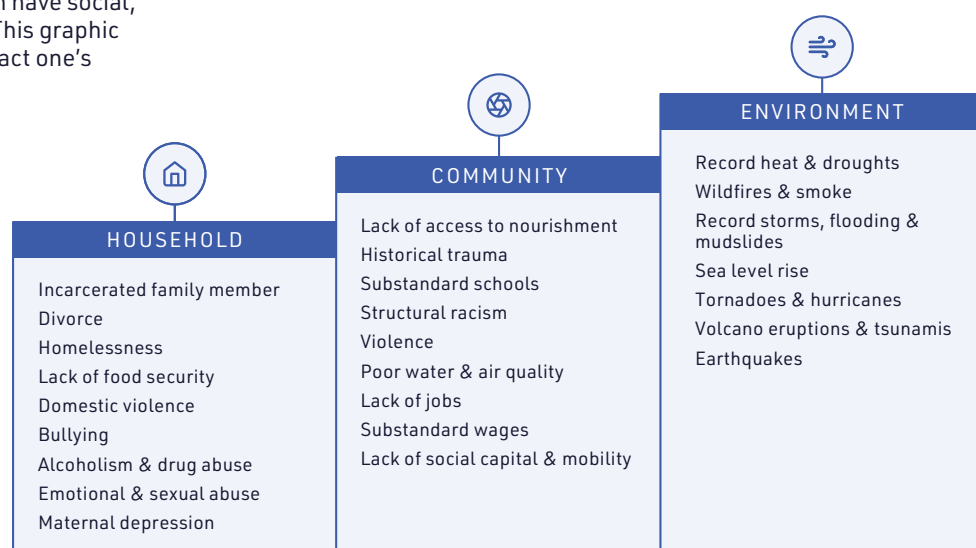 have social,
This graphic
one's
HOUSEHOLD
Incarcerated family member
Divorce
Homelessness
Lack of food security
Domestic violence
Bullying
Alcoholism & drug abuse
Emotional & sexual abuse
Maternal depression
COMMUNITY
Lack of access to nourishment
Historical trauma
Substandard schools
Structural racism
Violence
Poor water & air quality
Lack of jobs
Substandard wages
Lack of social capital & mobility
ENVIRONMENT
Record heat & droughts
Wildfires & smoke
Record storms, flooding &
mudslides
Sea level rise
Tornadoes & hurricanes
Volcano eruptions & tsunamis
Earthquakes